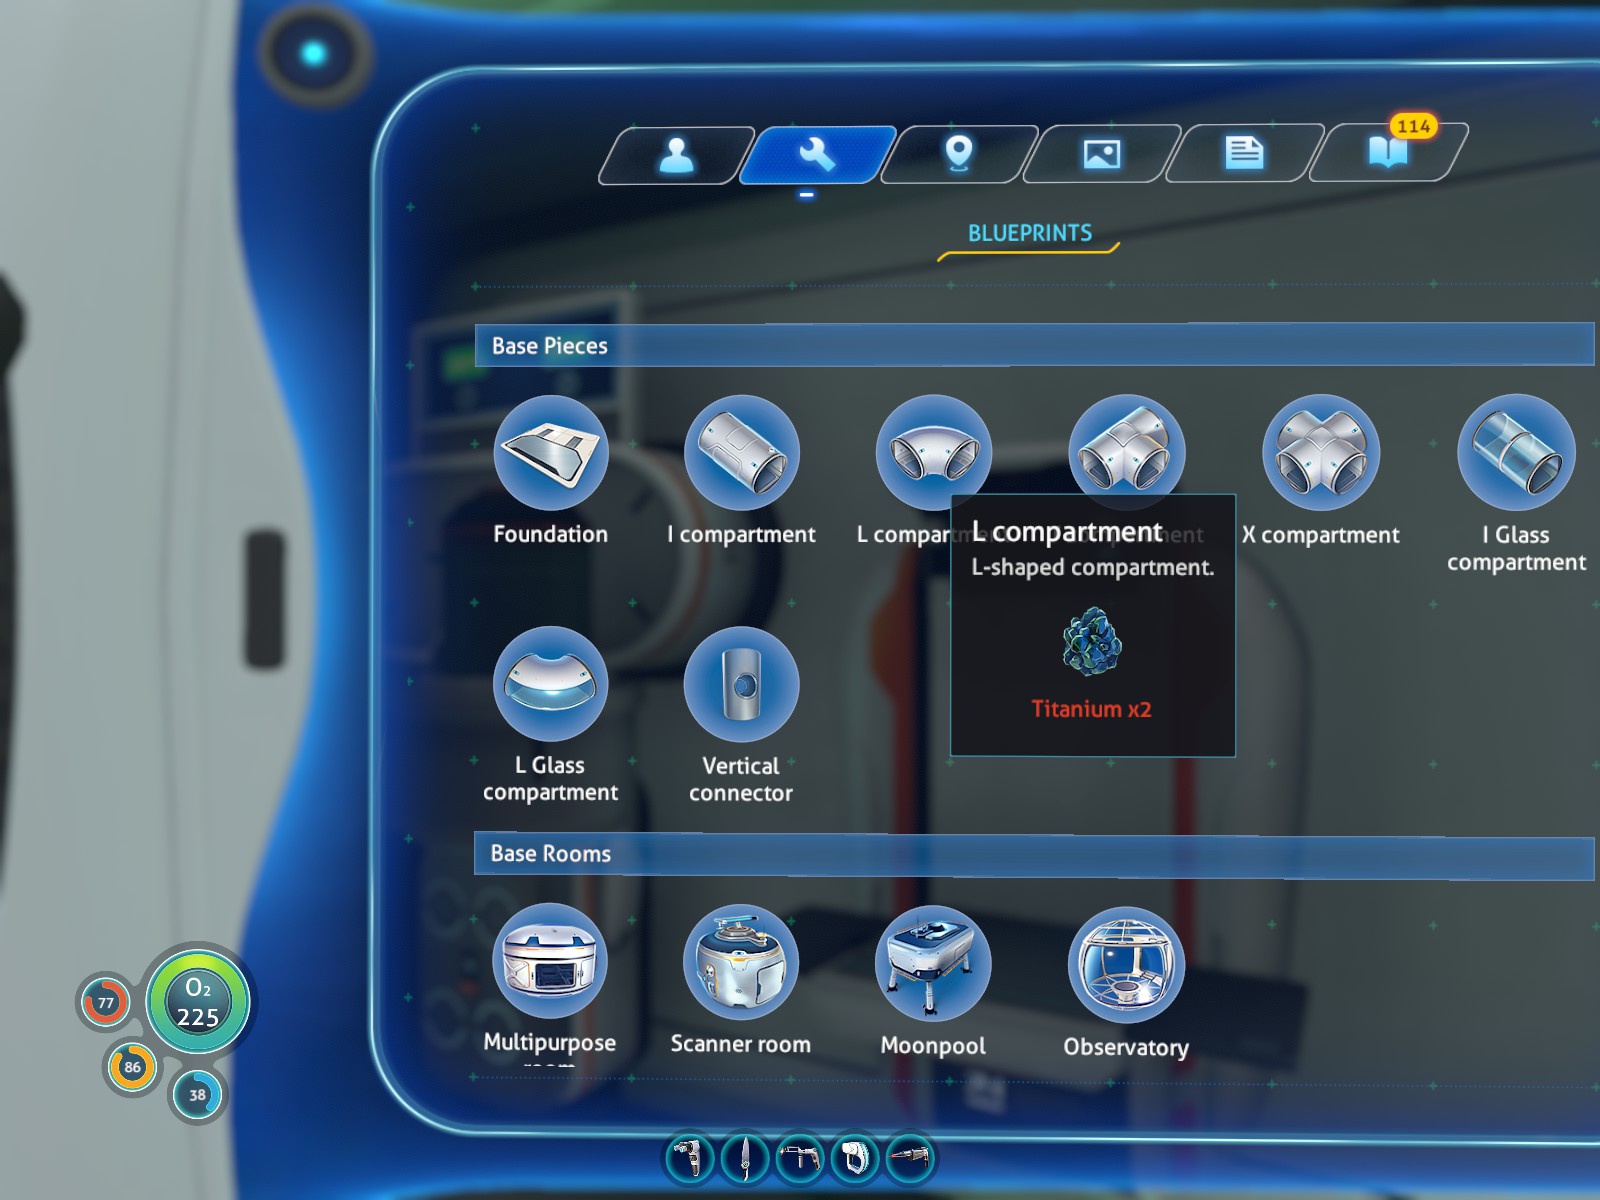 114
BLUEPRINTS
Base Pieces
Foundation
I compartment
L compar
X compartment
I Glass
compartment
L compartment
L-shaped compartment.
Titanium x2
L Glass
compartment
Vertical
connector
Base Rooms
Multipurpose
Scanner room
Moonpool
Observatory
77
O₂
225
86
38